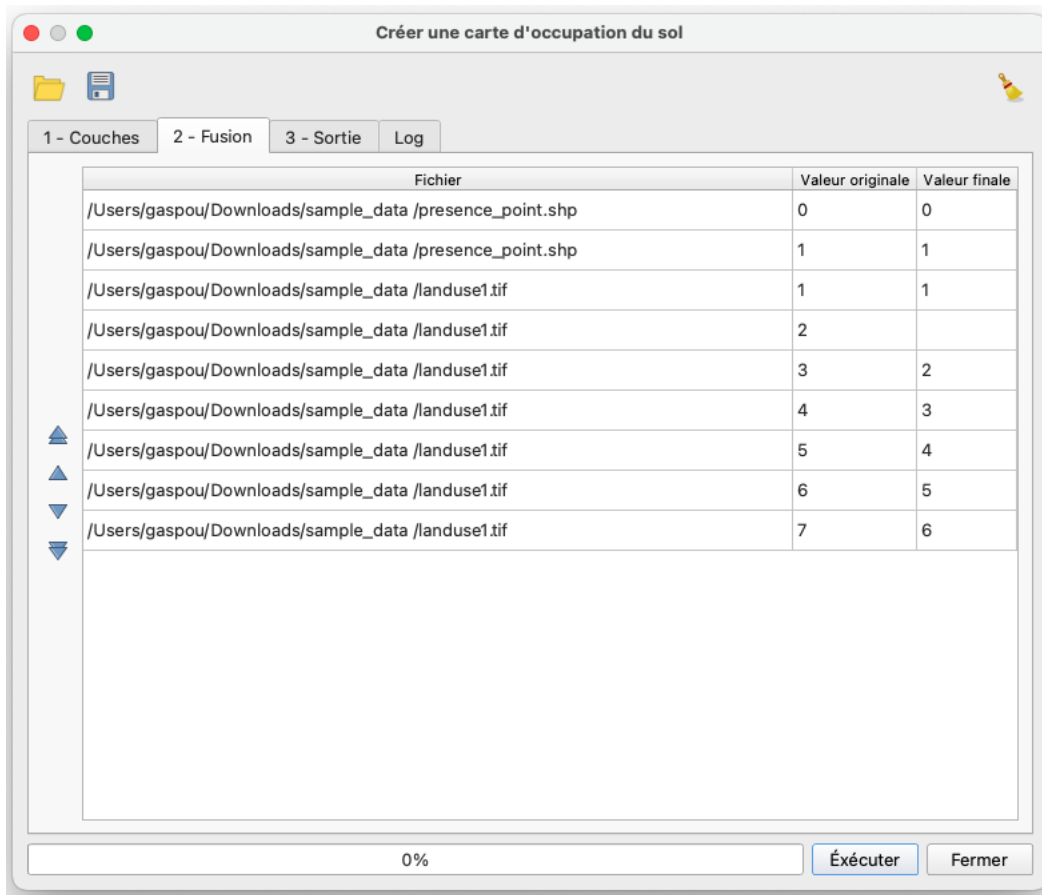 Créer une carte d'occupation du sol
1 - Couches 2 - Fusion 3 - Sortie Log
Fichier Valeur originale Valeur finale
/Users/gaspou/Downloads/sample_data /presence_point.shp 0 0
/Users/gaspou/Downloads/sample_data /presence_point.shp 1 1
/Users/gaspou/Downloads/sample_data /landuse1.tif 1 1
/Users/gaspou/Downloads/sample_data /landuse1.tif 2
/Users/gaspou/Downloads/sample_data /landuse1.tif 3 2
/Users/gaspou/Downloads/sample_data /landuse1.tif 4 3
/Users/gaspou/Downloads/sample_data /landuse1.tif 5 4
/Users/gaspou/Downloads/sample_data /landuse1.tif 6 5
/Users/gaspou/Downloads/sample_data /landuse1.tif 7 6
0% Éxécuter Fermer